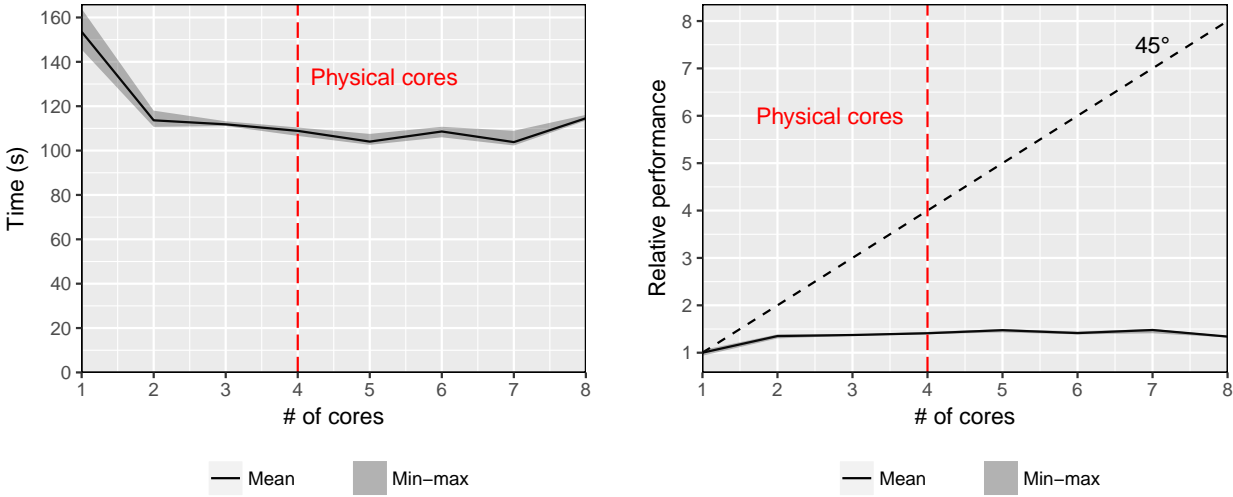 160
140
120
100
80
60
40
20
0
Time (s)
Physical cores
1 2 3 4 5 6 7 8
# of cores
Mean Min−max
8
7
6
5
4
3
2
1
Relative performance
45°
Physical cores
1 2 3 4 5 6 7 8
# of cores
Mean Min−max